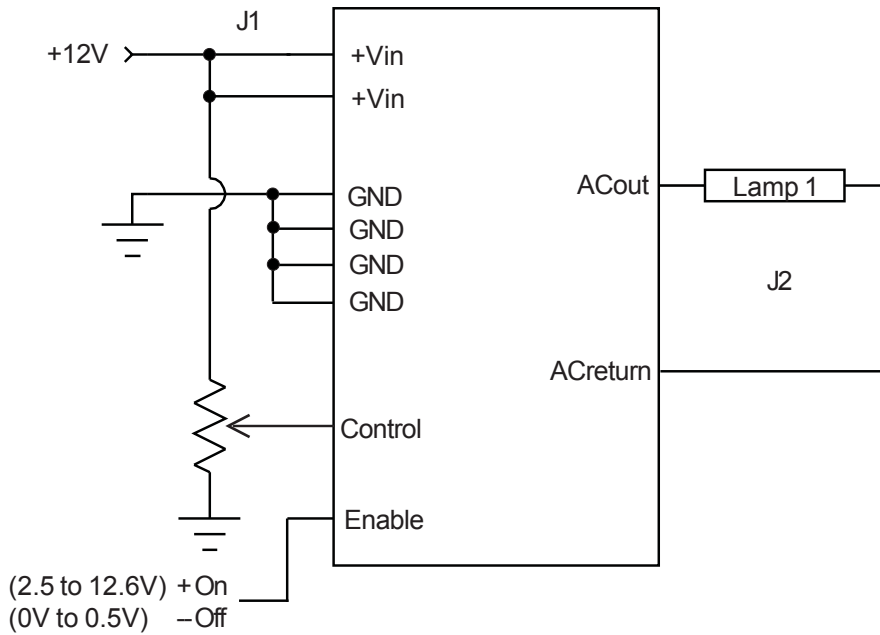 J1
+12V
+Vin
+Vin
GND
GND
GND
GND
ACout
Lamp 1
J2
ACreturn
Control
Enable
(2.5 to 12.6V) +On
(0V to 0.5V) --Off